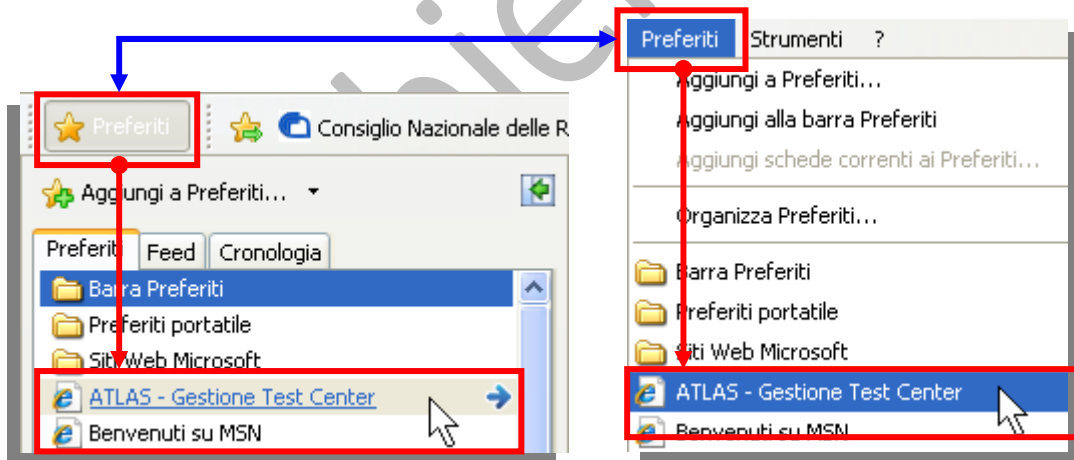 Preferiti
Consiglio Nazionale delle R
Aggiungi a Preferiti...
Preferiti Feed Cronologia
Barra Preferiti
Preferiti portatile
Siti Web Microsoft
ATLAS - Gestione Test Center
Benvenuti su MSN
Preferiti Strumenti ?
Aggiungi a Preferiti...
Aggiungi alla barra Preferiti
Aggiungi schede correnti ai Preferiti...
Organizza Preferiti...
Barra Preferiti
Preferiti portatile
Siti Web Microsoft
ATLAS - Gestione Test Center
Benvenuti su MSN